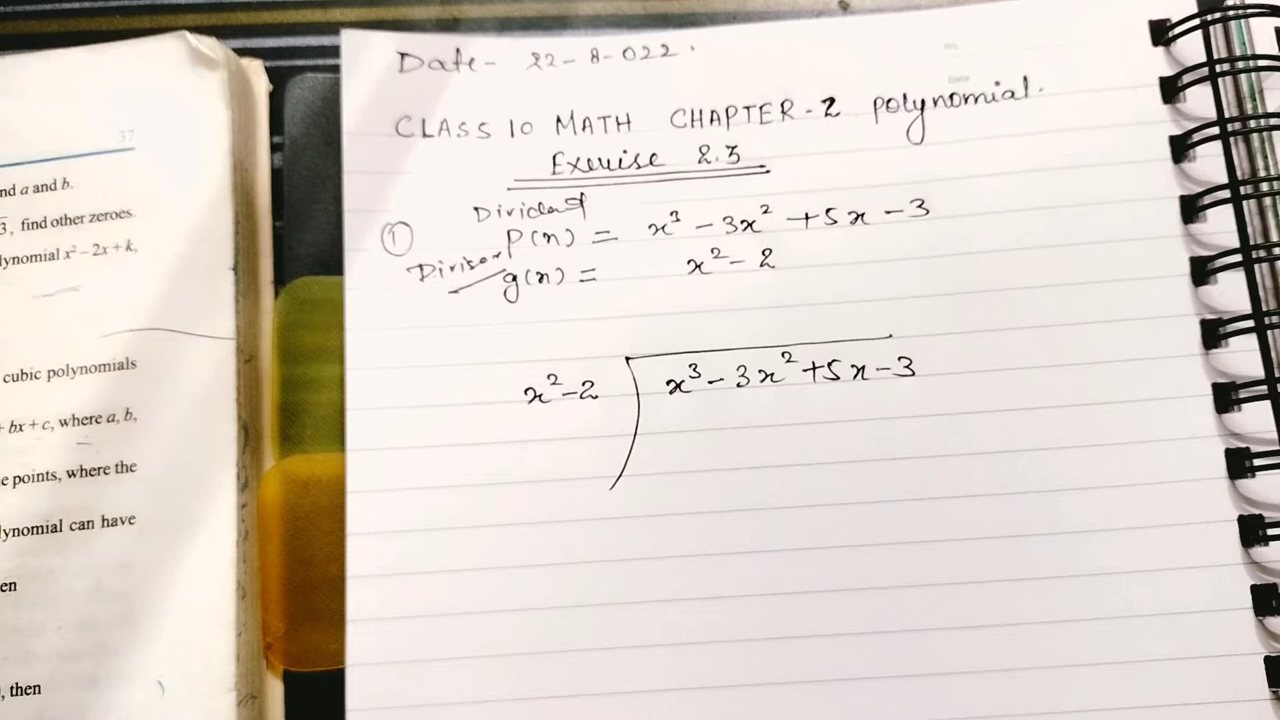 37
nd a and b.
3, find other zeroes.
lynomial x² – 2x + k,
cubic polynomials
+ bx + c, where a, b,
e points, where the
lynomial can have
en
, then
Date- 22-8-022.
CLASS 10 MATH CHAPTER-2 polynomial.
Exercise 2.3
① Dividend
p(x) = x³ - 3x² + 5x - 3
Divisor g(x) = x² - 2
x²-2 ) x³ - 3x² + 5x - 3